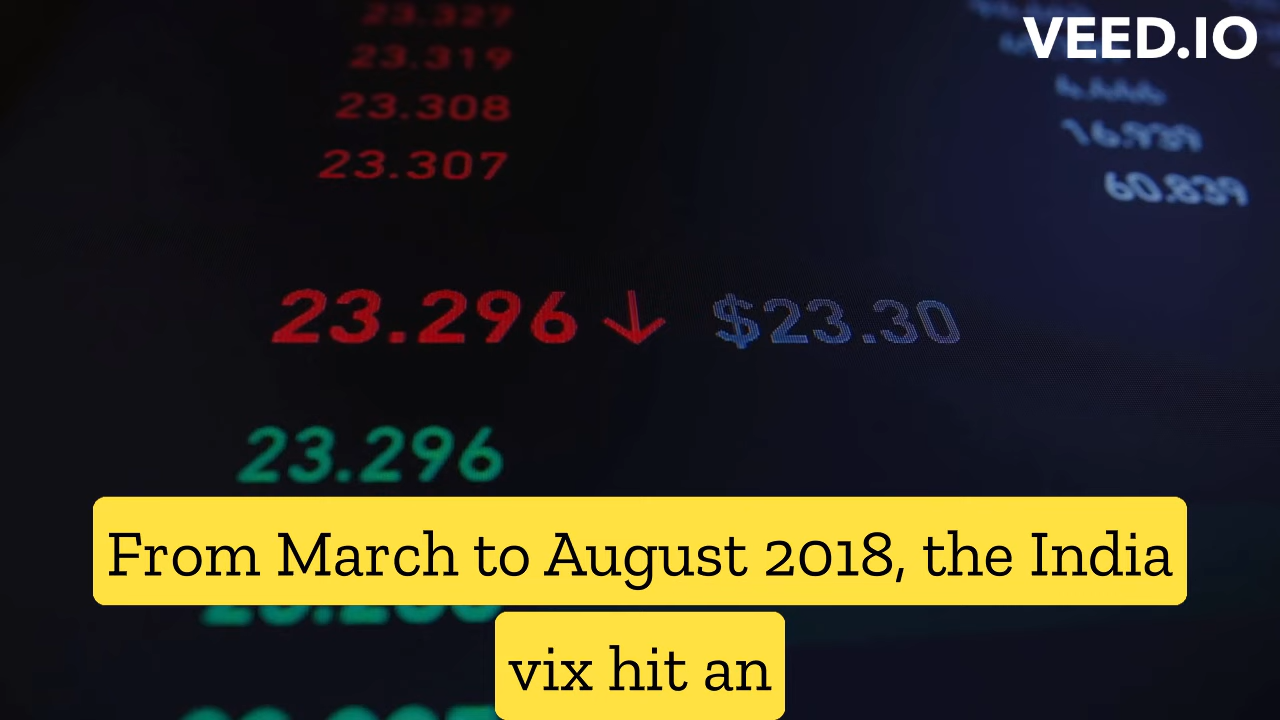 23.327
VEED.IO
23.319
23.308
16.939
23.307
60.839
23.296 ↓ $23.30
23.296
From March to August 2018, the India
vix hit an